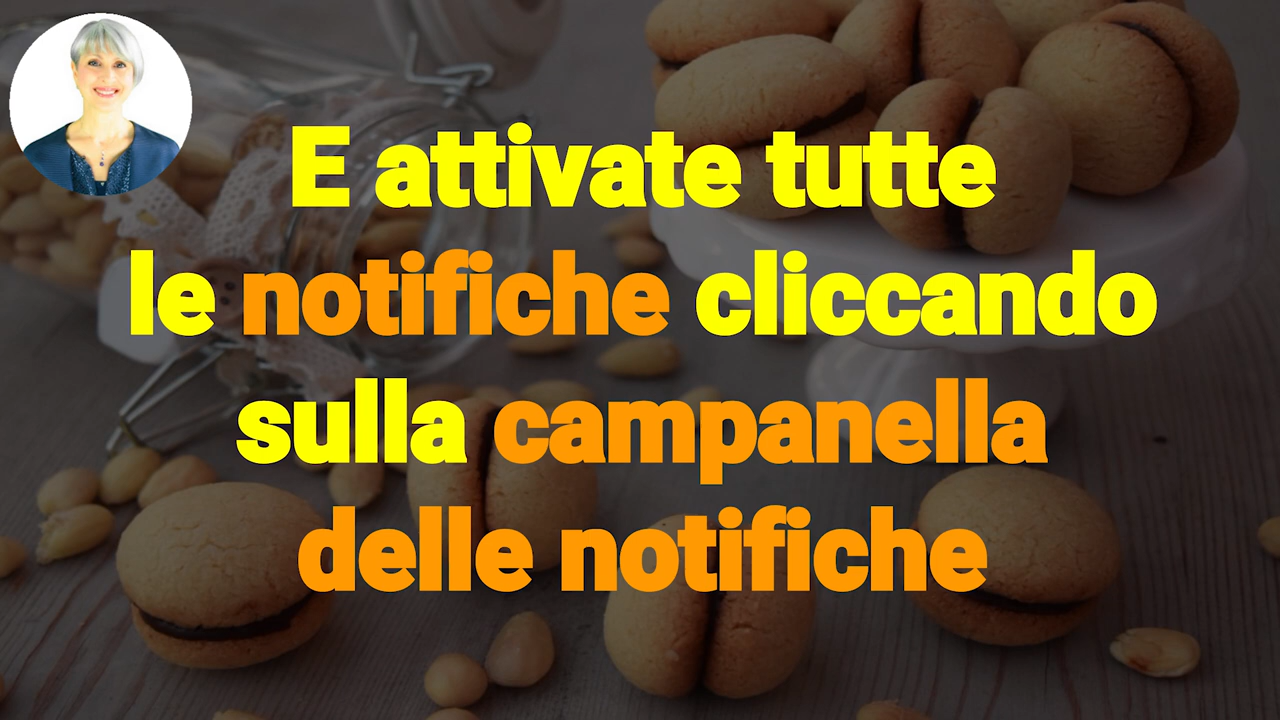 E attivate tutte
le notifiche cliccando
sulla campanella
delle notifiche